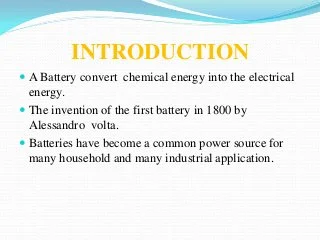 INTRODUCTION
A Battery convert chemical energy into the electrical
energy.
The invention of the first battery in 1800 by
Alessandro volta.
Batteries have become a common power source for
many household and many industrial application.